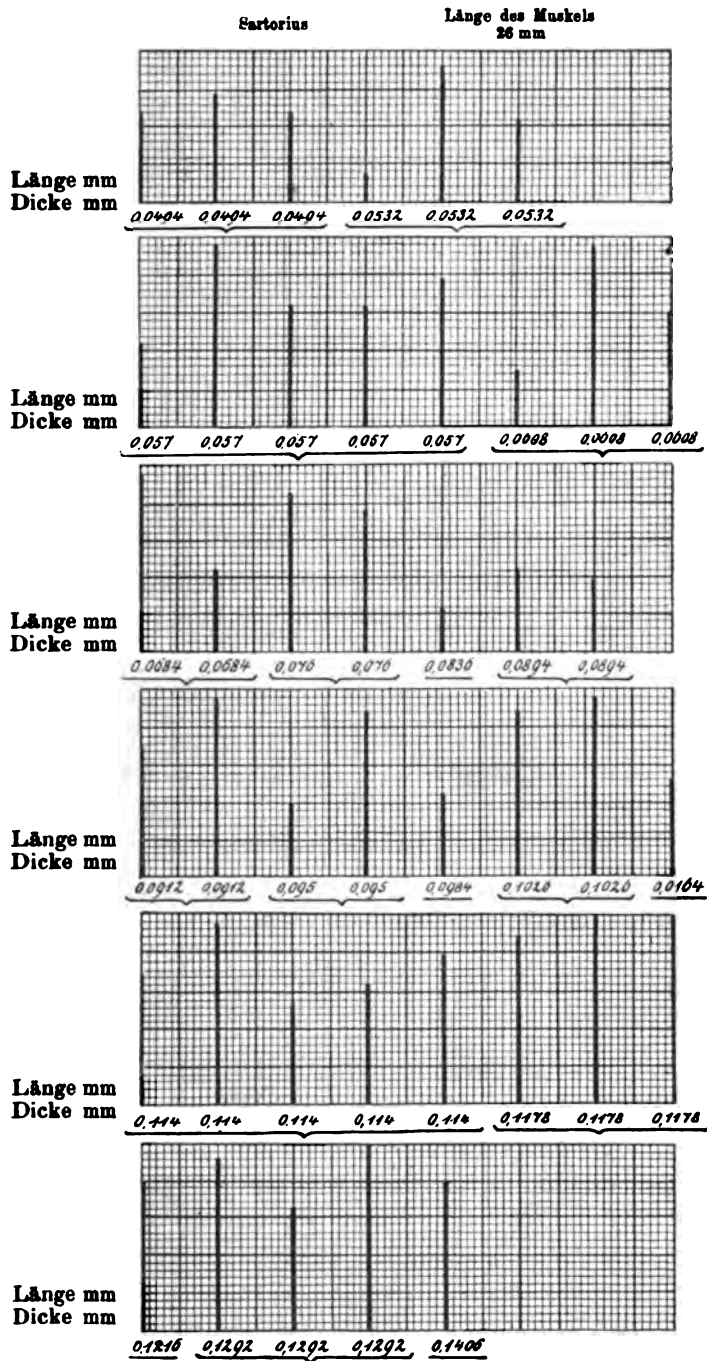 Sartorius
Länge des Muskels
26 mm
Länge mm
Dicke mm
0.0494 0.0494 0.0494 0.0532 0.0532 0.0532
Länge mm
Dicke mm
0,057 0,057 0,057 0,057 0,057 0,0608 0,0608 0,0608
Länge mm
Dicke mm
0.0684 0,0684 0,076 0,076 0,0836 0,0894 0,0894
Länge mm
Dicke mm
0,0912 0,0912 0,095 0,095 0,0984 0,1026 0,1026 0,0164
Länge mm
Dicke mm
0,114 0,114 0,114 0,114 0,114 0,1178 0,1178 0,1178
Länge mm
Dicke mm
0,1216 0,1292 0,1292 0,1292 0,1406